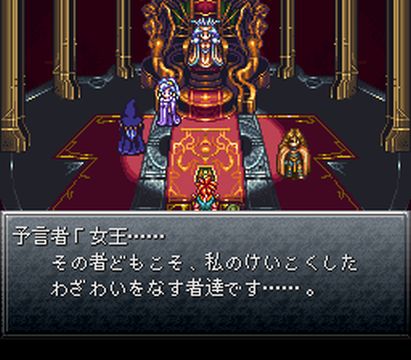 予言者「女王……
その者どもこそ、私のけいこくした
わざわいをなす者達です……。